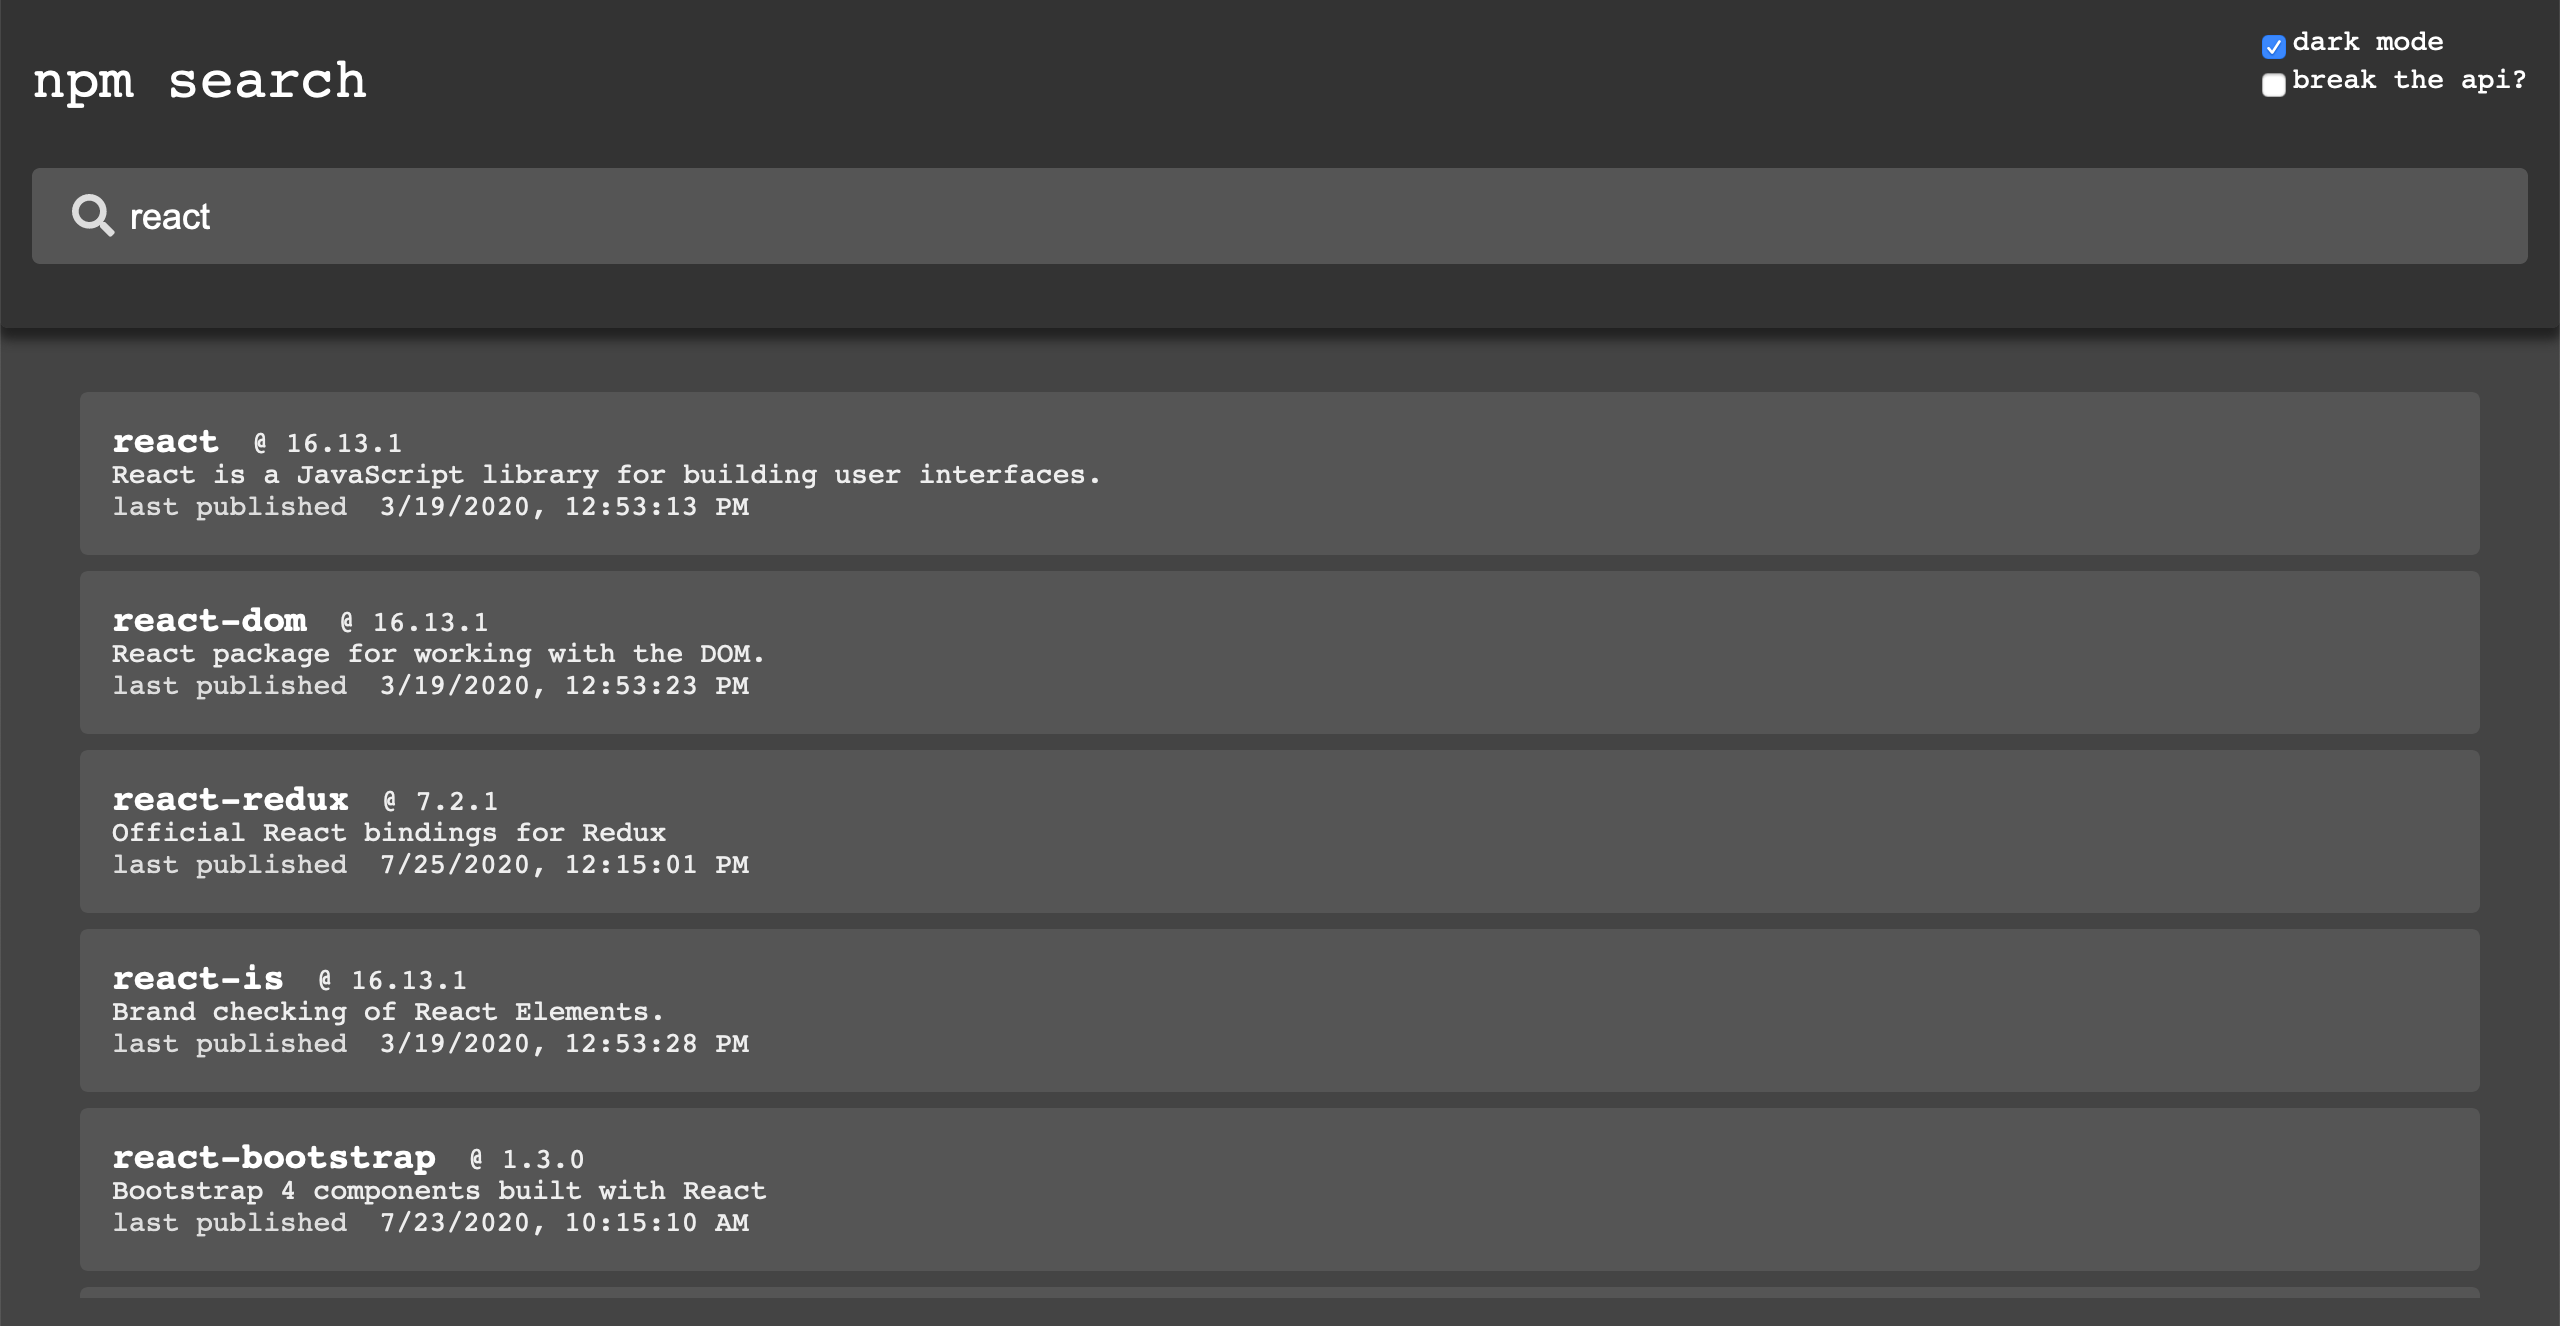 npm search
dark mode
break the api?
react
react @ 16.13.1
React is a JavaScript library for building user interfaces.
last published 3/19/2020, 12:53:13 PM
react-dom @ 16.13.1
React package for working with the DOM.
last published 3/19/2020, 12:53:23 PM
react-redux @ 7.2.1
Official React bindings for Redux
last published 7/25/2020, 12:15:01 PM
react-is @ 16.13.1
Brand checking of React Elements.
last published 3/19/2020, 12:53:28 PM
react-bootstrap @ 1.3.0
Bootstrap 4 components built with React
last published 7/23/2020, 10:15:10 AM